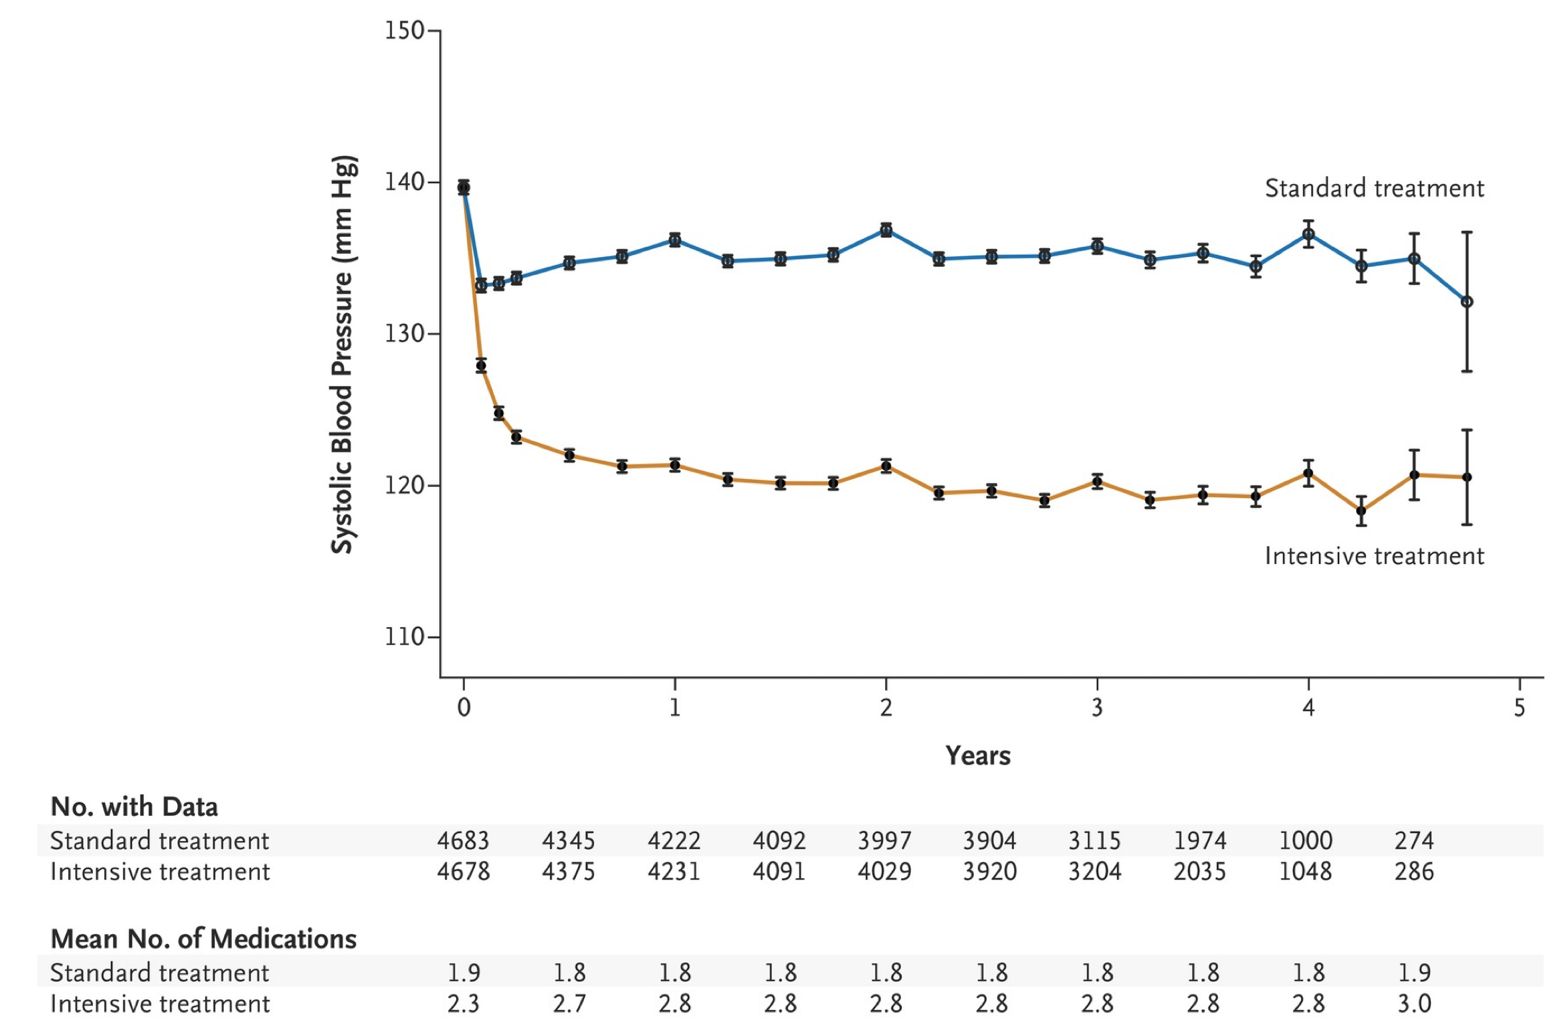 150
140
130
120
110
Systolic Blood Pressure (mm Hg)
Standard treatment
Intensive treatment
0 1 2 3 4 5
Years
No. with Data
Standard treatment 4683 4345 4222 4092 3997 3904 3115 1974 1000 274
Intensive treatment 4678 4375 4231 4091 4029 3920 3204 2035 1048 286
Mean No. of Medications
Standard treatment 1.9 1.8 1.8 1.8 1.8 1.8 1.8 1.8 1.8 1.9
Intensive treatment 2.3 2.7 2.8 2.8 2.8 2.8 2.8 2.8 2.8 3.0